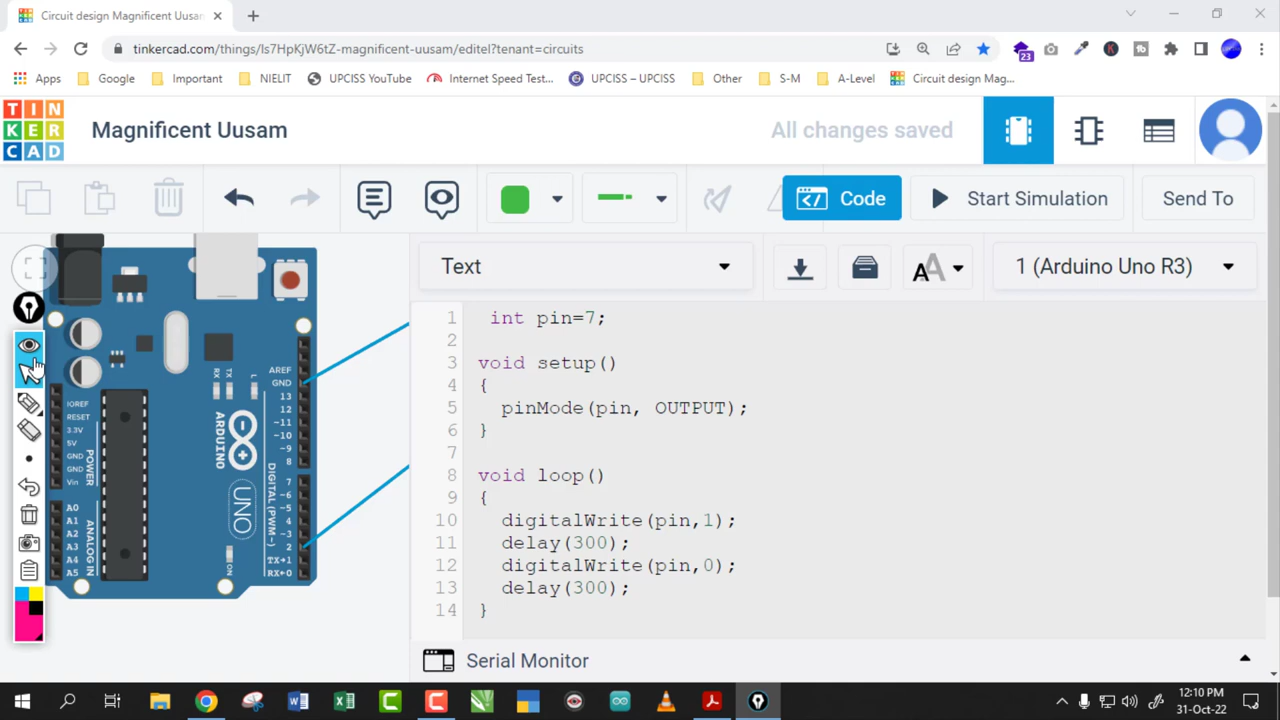 Circuit design Magnificent Uusam
tinkercad.com/things/ls7HpKjW6tZ-magnificent-uusam/editel?tenant=circuits
23
Apps Google Important NIELIT UPCISS YouTube Internet Speed Test... UPCISS – UPCISS Other S-M A-Level Circuit design Mag...
TIN
KER
CAD
Magnificent Uusam
All changes saved
Code
Start Simulation
Send To
Text
1 (Arduino Uno R3)
AREF
GND
13
12
~11
~10
~9
8
7
~6
~5
4
~3
2
TX→1
RX←0
DIGITAL (PWM~)
RX
TX
L
ARDUINO
UNO
ON
IOREF
RESET
3.3V
5V
GND
GND
Vin
POWER
A0
A1
A2
A3
A4
A5
ANALOG IN
1 int pin=7;
2
3 void setup()
4 {
5 pinMode(pin, OUTPUT);
6 }
7
8 void loop()
9 {
10 digitalWrite(pin,1);
11 delay(300);
12 digitalWrite(pin,0);
13 delay(300);
14 }
Serial Monitor
12:10 PM
31-Oct-22